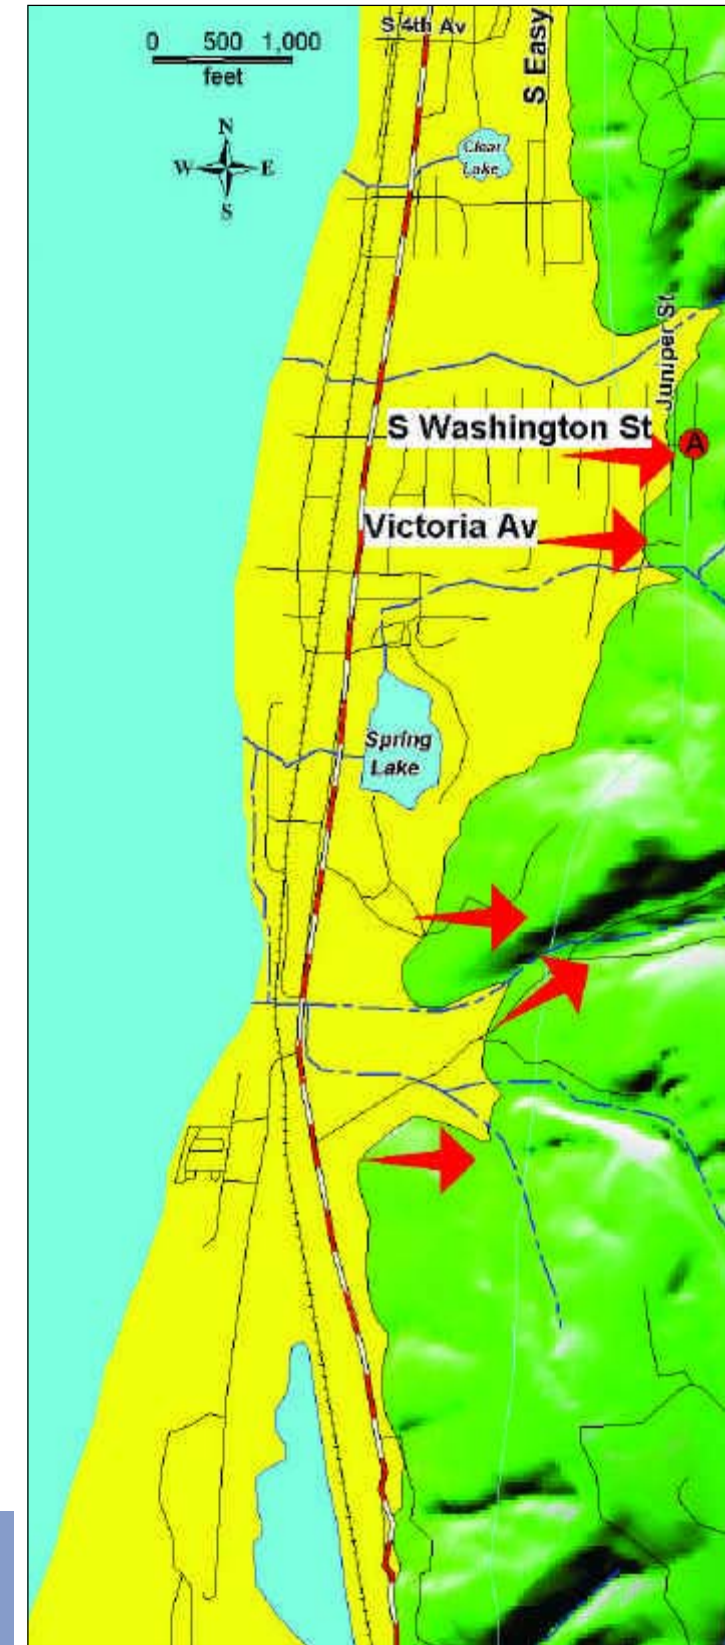 S 4th Av
0 500 1,000
feet
S Easy
N
W E
S
Clear
Lake
Juniper St
S Washington St
A
Victoria Av
Spring
Lake